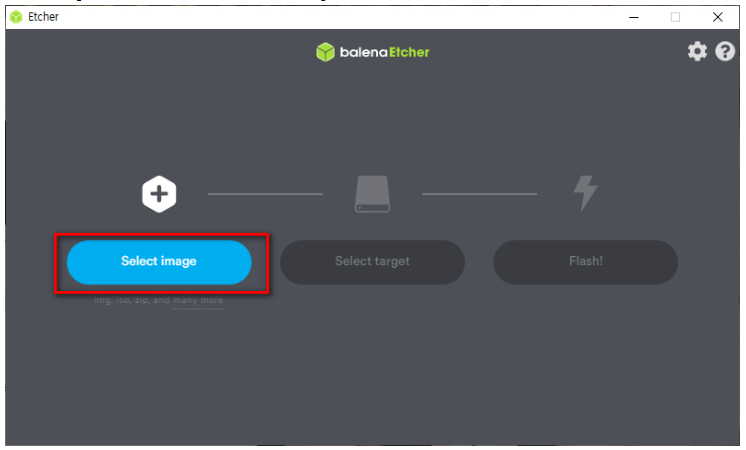 Etcher
balenaEtcher
Select image
Select target
Flash!
img, iso, zip, and many more